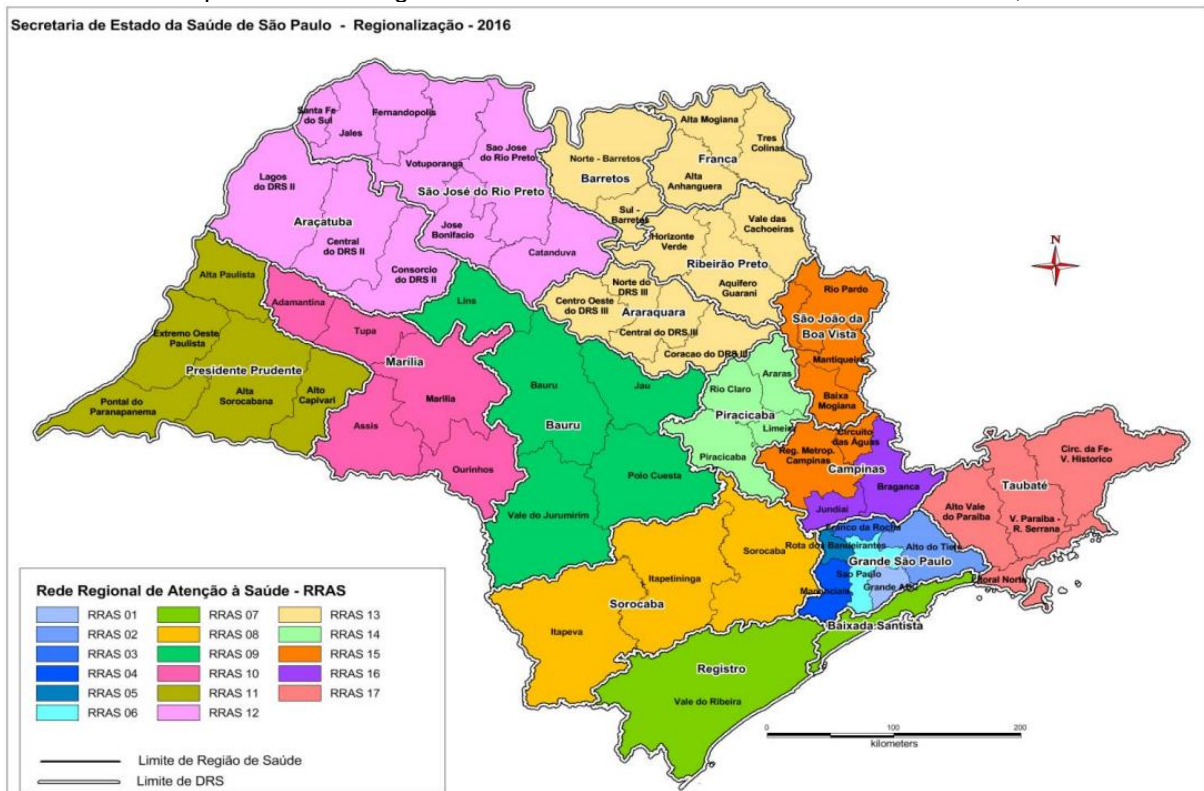 Secretaria de Estado da Saúde de São Paulo - Regionalização - 2016
Santa Fe
do Sul
Jales
Fernandopolis
Votuporanga
Sao Jose
do Rio Preto
São José do Rio Preto
Jose
Bonifacio
Catanduva
Lagos
do DRS II
Araçatuba
Central
do DRS II
Consorcio
do DRS II
Norte - Barretos
Barretos
Sul -
Barretos
Alta Mogiana
Tres
Colinas
Franca
Alta
Anhanguera
Horizonte
Verde
Vale das
Cachoeiras
Ribeirão Preto
Aquifero
Guarani
Norte do
DRS III
Centro Oeste
do DRS III
Araraquara
Central do DRS III
Coracao do DRS III
N
Alta Paulista
Extremo Oeste
Paulista
Presidente Prudente
Pontal do
Paranapanema
Alta
Sorocabana
Alto
Capivari
Adamantina
Tupa
Marília
Marilia
Assis
Ourinhos
Lins
Bauru
Jau
Bauru
Polo Cuesta
Vale do Jurumirim
Rio Claro
Araras
Piracicaba
Limeira
Piracicaba
Rio Pardo
São João da
Boa Vista
Mantiqueira
Baixa
Mogiana
Circuito
das Águas
Reg. Metrop.
Campinas
Campinas
Braganca
Jundiai
Circ. da Fe-
V. Historico
Taubaté
Alto Vale
do Paraiba
V. Paraiba -
R. Serrana
Litoral Norte
Franco da Rocha
Rota dos Bandeirantes
Alto do Tiete
Grande São Paulo
Sao Paulo
Mananciais
Grande ABC
Baixada Santista
Sorocaba
Itapetininga
Sorocaba
Itapeva
Registro
Vale do Ribeira
0 100 200
kilometers
Rede Regional de Atenção à Saúde - RRAS
RRAS 01 RRAS 07 RRAS 13
RRAS 02 RRAS 08 RRAS 14
RRAS 03 RRAS 09 RRAS 15
RRAS 04 RRAS 10 RRAS 16
RRAS 05 RRAS 11 RRAS 17
RRAS 06 RRAS 12
Limite de Região de Saúde
Limite de DRS